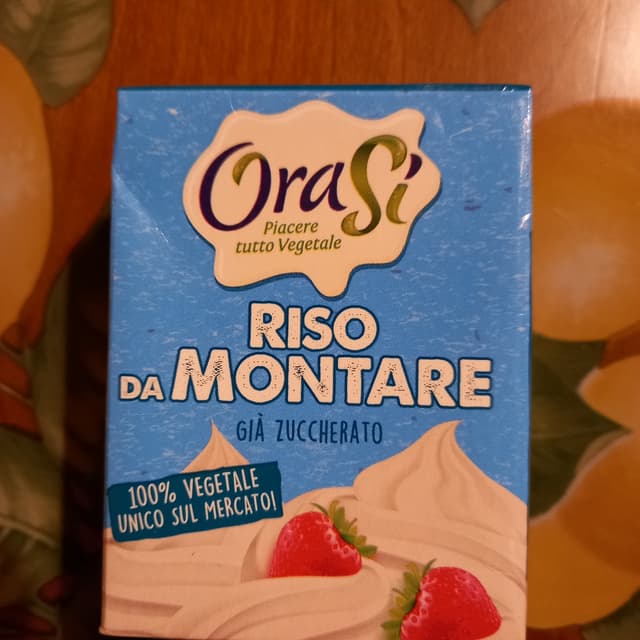 OraSì
Piacere
tutto Vegetale
RISO
DA MONTARE
GIÀ ZUCCHERATO
100% VEGETALE
UNICO SUL MERCATO!